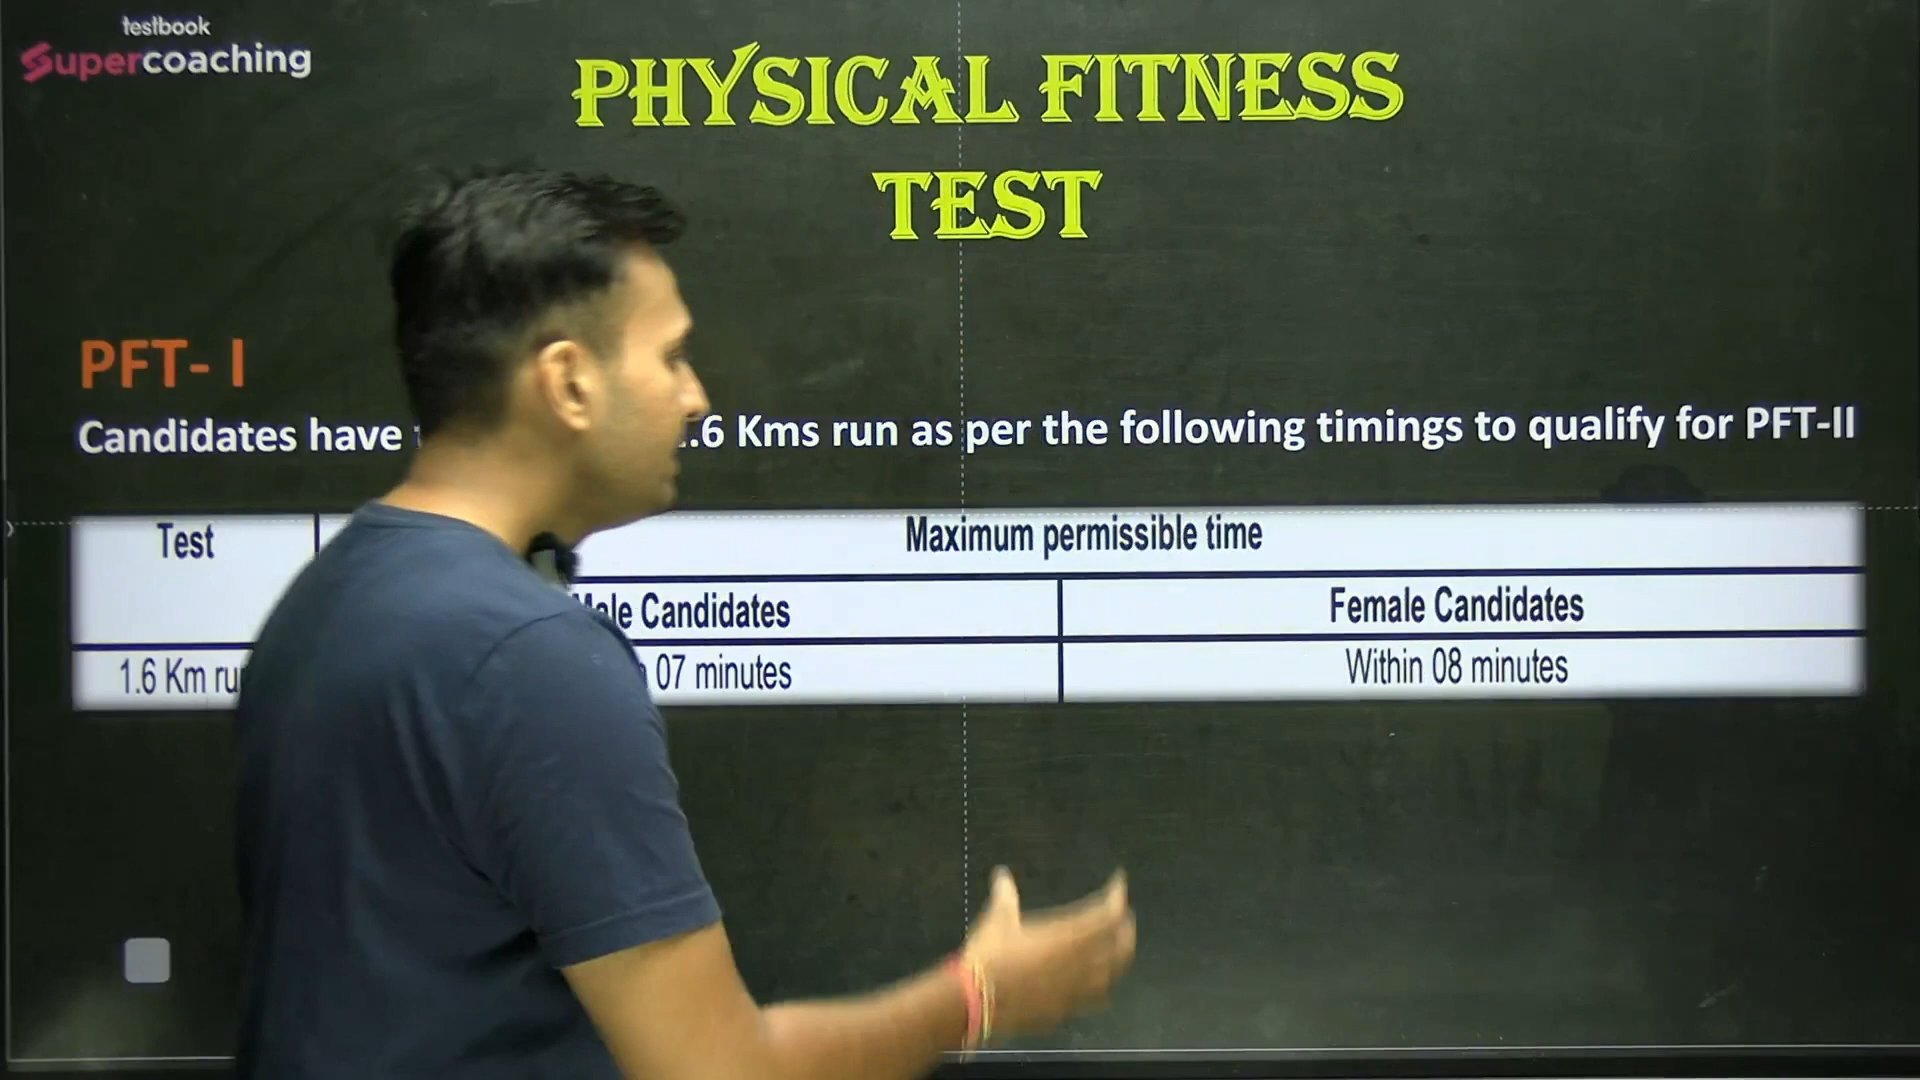 testbook
Supercoaching
PHYSICAL FITNESS
TEST
PFT- I
Candidates have .6 Kms run as per the following timings to qualify for PFT-II
Test Maximum permissible time
Male Candidates Female Candidates
1.6 Km 07 minutes Within 08 minutes